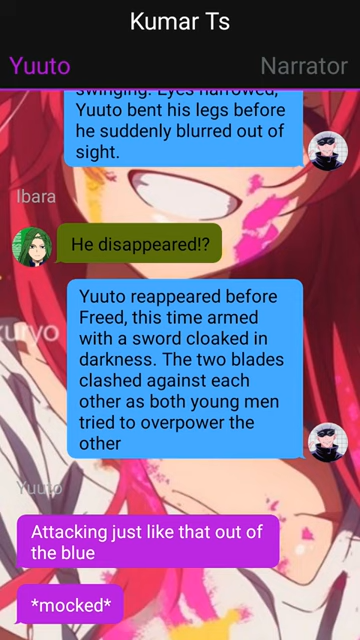 Kumar Ts
Yuuto
Narrator
swinging. Eyes narrowed,
Yuuto bent his legs before
he suddenly blurred out of
sight.
Ibara
He disappeared!?
kuryo
Yuuto reappeared before
Freed, this time armed
with a sword cloaked in
darkness. The two blades
clashed against each
other as both young men
tried to overpower the
other
Yuuto
Attacking just like that out of
the blue
*mocked*